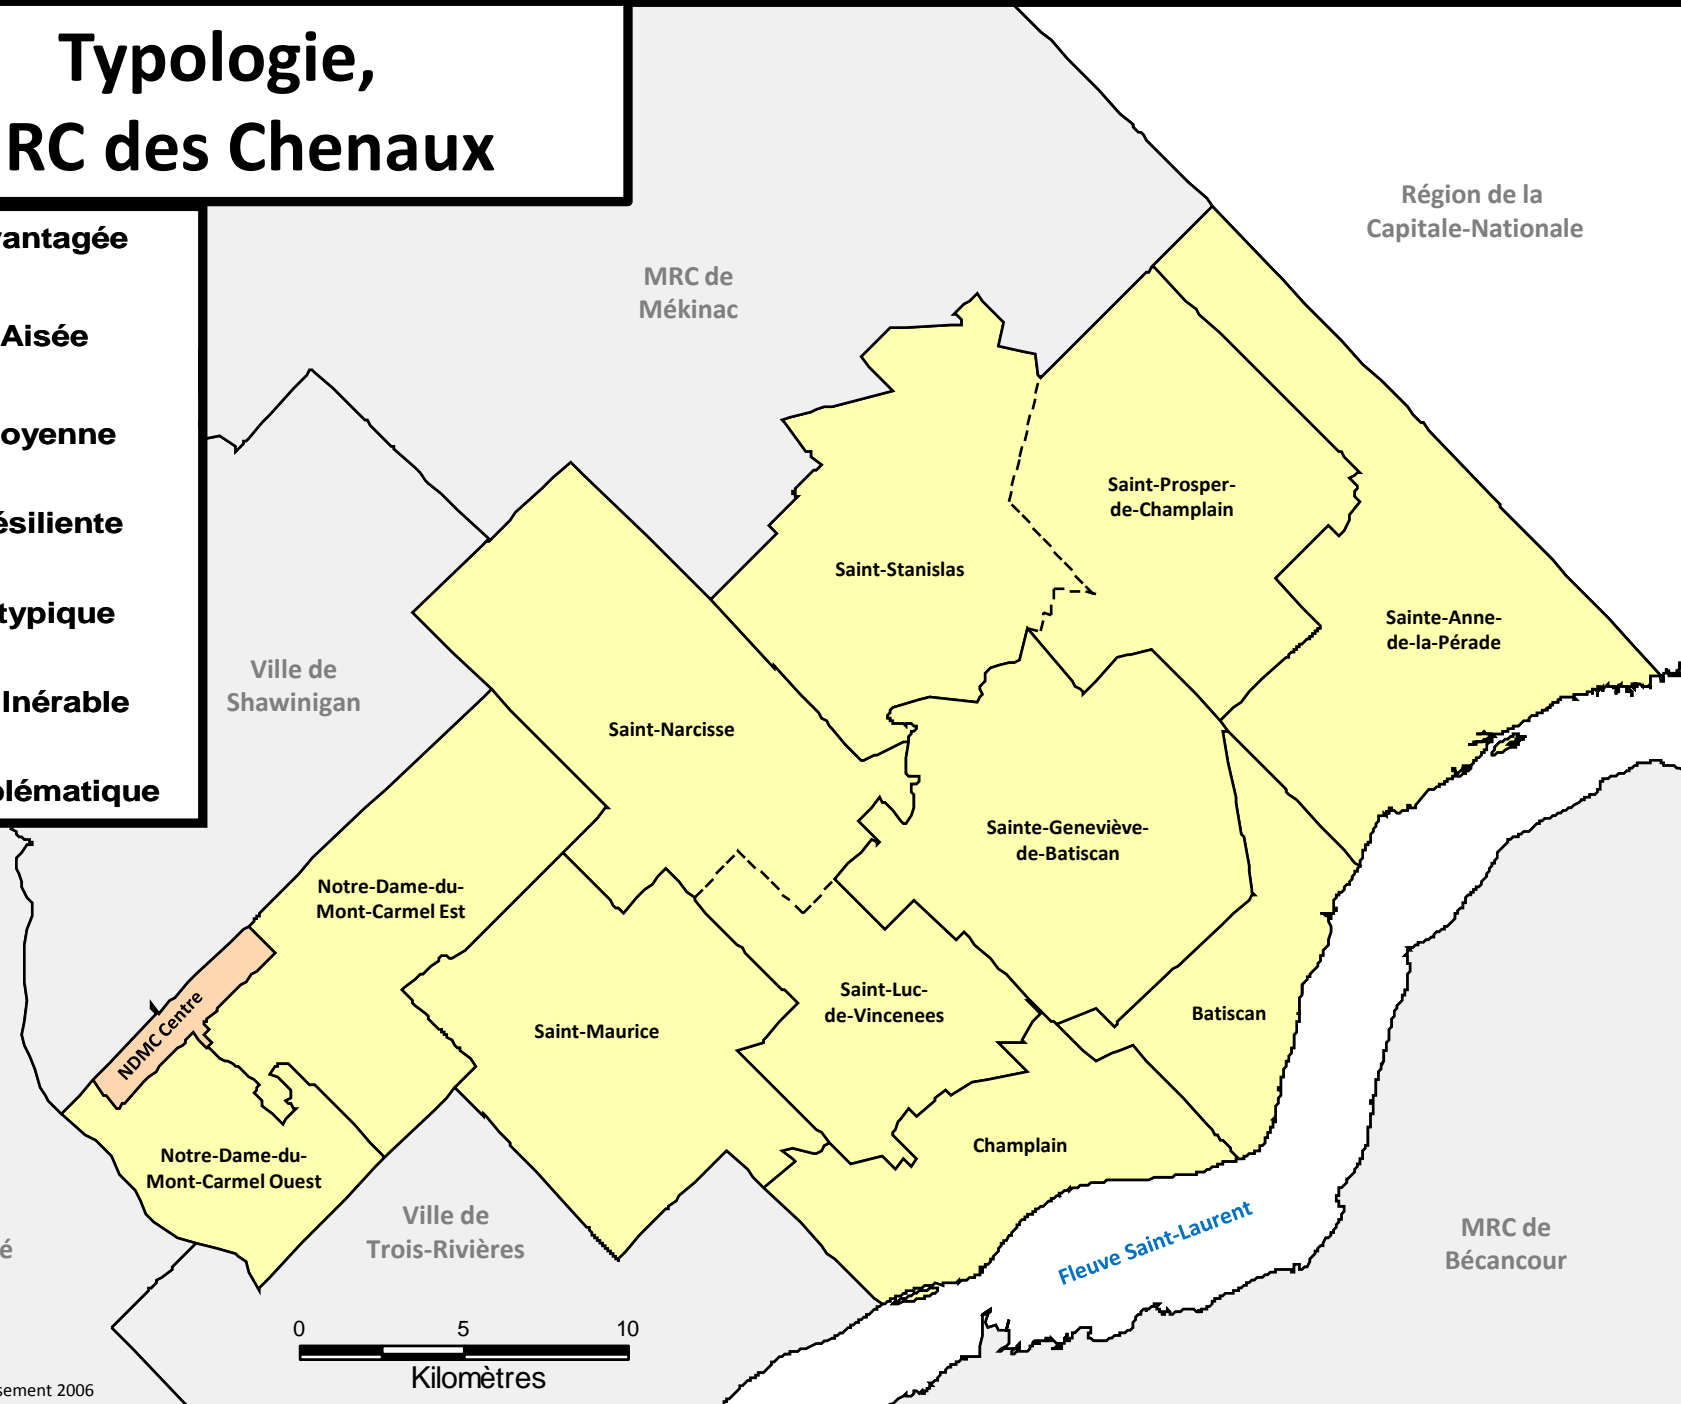 Typologie,
RC des Chenaux
vantagée
Aisée
oyenne
ésiliente
typique
lnérable
olématique
Région de la
Capitale-Nationale
MRC de
Mékinac
Saint-Prosper-
de-Champlain
Saint-Stanislas
Sainte-Anne-
de-la-Pérade
Ville de
Shawinigan
Saint-Narcisse
Sainte-Geneviève-
de-Batiscan
Notre-Dame-du-
Mont-Carmel Est
NDMC Centre
Saint-Luc-
de-Vincenees
Batiscan
Saint-Maurice
Champlain
Notre-Dame-du-
Mont-Carmel Ouest
Ville de
Trois-Rivières
Fleuve Saint-Laurent
MRC de
Bécancour
é
0 5 10
Kilomètres
sement 2006